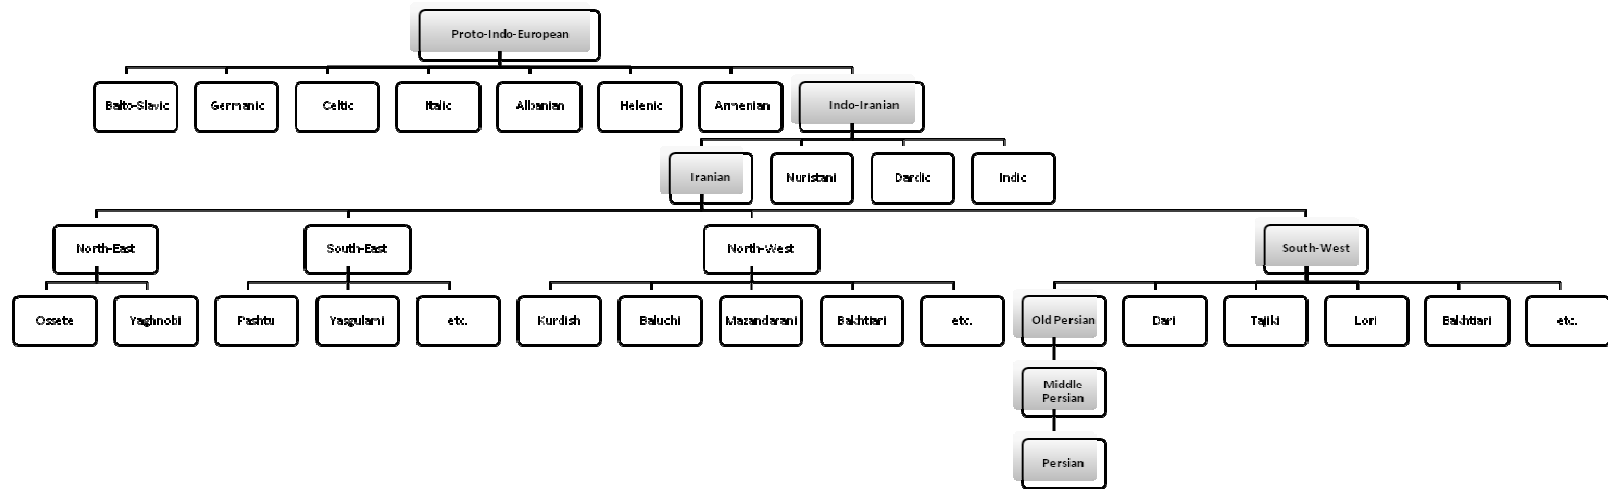 Proto-Indo-European
Balto-Slavic
Germanic
Celtic
Italic
Albanian
Helenic
Armenian
Indo-Iranian
Iranian
Nuristani
Dardic
Indic
North-East
South-East
North-West
South-West
Ossete
Yaghnobi
Pashtu
Yasgulami
etc.
Kurdish
Baluchi
Mazandarani
Bakhtiari
etc.
Old Persian
Dari
Tajiki
Lori
Bakhtiari
etc.
Middle
Persian
Persian